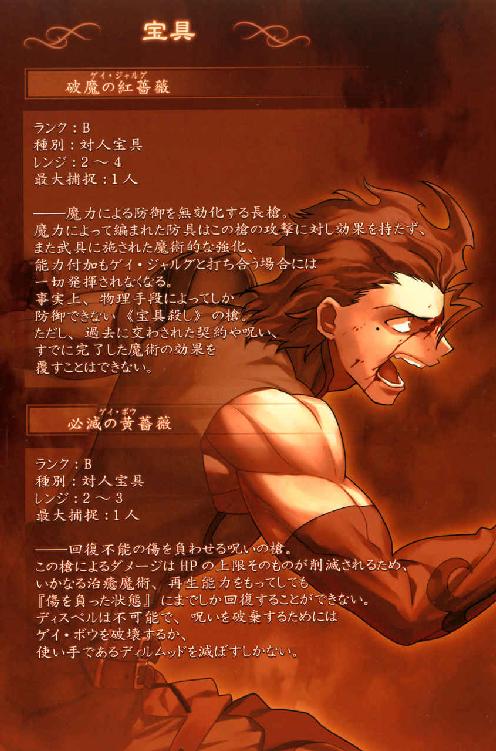 宝具
ゲイ・ジャルグ
破魔の紅薔薇
ランク：B
種別：対人宝具
レンジ：2～4
最大捕捉：1人
――魔力による防御を無効化する長槍。
魔力によって編まれた防具はこの槍の攻撃に対し効果を持たず、
また武具に施された魔術的な強化、
能力付加もゲイ・ジャルグと打ち合う場合には
一切発揮されなくなる。
事実上、物理手段によってしか
防御できない《宝具殺し》の槍。
ただし、過去に交わされた契約や呪い、
すでに完了した魔術の効果を
覆すことはできない。
ゲイ・ボウ
必滅の黄薔薇
ランク：B
種別：対人宝具
レンジ：2～3
最大捕捉：1人
――回復不能の傷を負わせる呪いの槍。
この槍によるダメージはHPの上限そのものが削減されるため、
いかなる治癒魔術、再生能力をもってしても
『傷を負った状態』にまでしか回復することができない。
ディスペルは不可能で、呪いを破棄するためには
ゲイ・ボウを破壊するか、
使い手であるディルムッドを滅ぼすしかない。